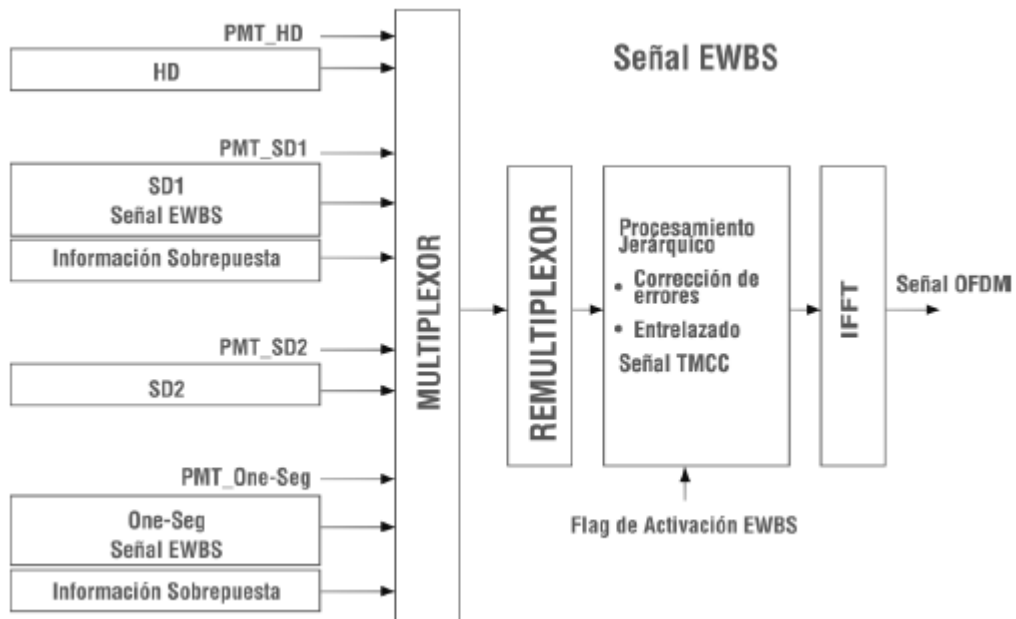 PMT_HD
HD
Señal EWBS
PMT_SD1
SD1
Señal EWBS
Información Sobrepuesta
PMT_SD2
SD2
PMT_One-Seg
One-Seg
Señal EWBS
Información Sobrepuesta
MULTIPLEXOR
REMULTIPLEXOR
Procesamiento
Jerárquico
• Corrección de
errores
• Entrelazado
Señal TMCC
IFFT
Señal OFDM
Flag de Activación EWBS